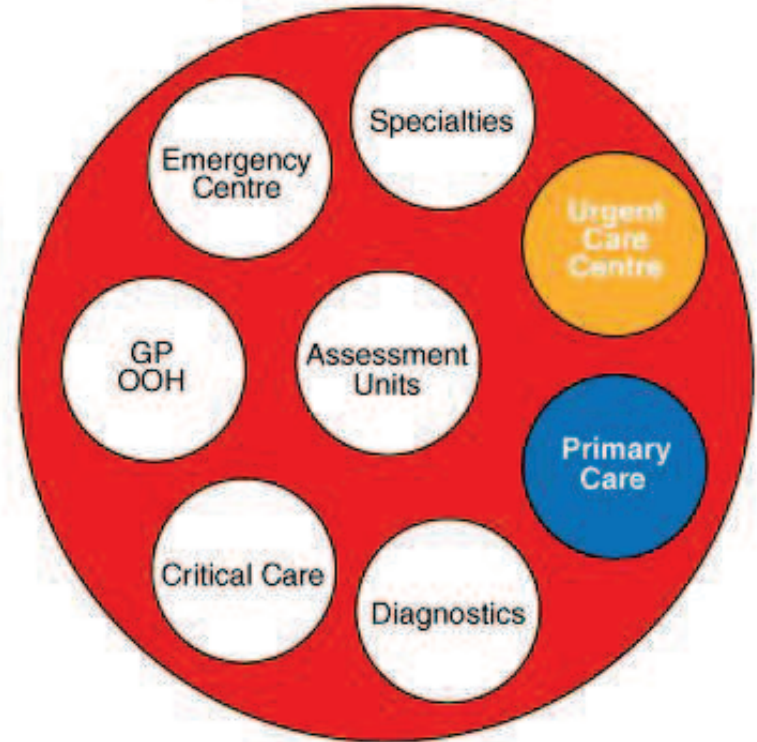 Specialties
Emergency
Centre
Urgent
Care
Centre
GP
OOH
Assessment
Units
Primary
Care
Critical Care
Diagnostics